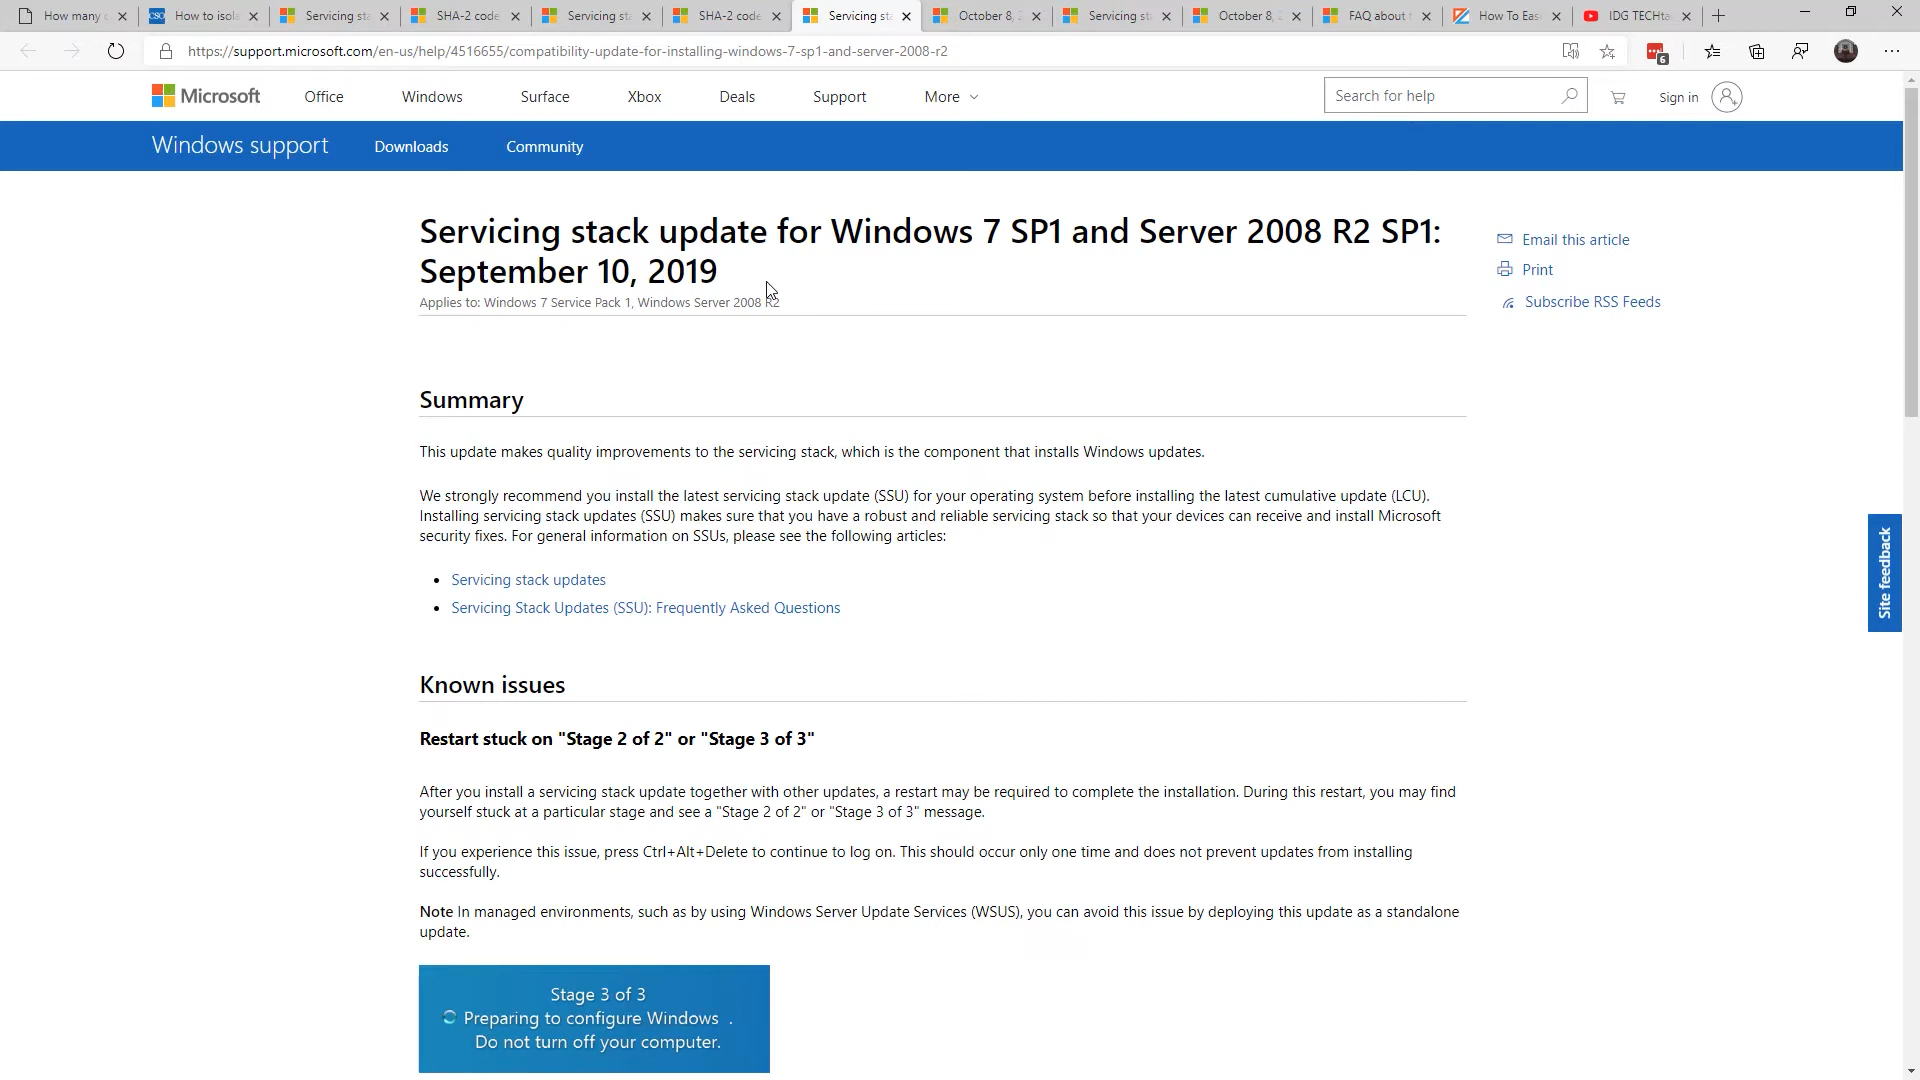 How many
How to isola
Servicing sta
SHA-2 code
Servicing sta
SHA-2 code
Servicing sta
October 8, 2
Servicing sta
October 8, 2
FAQ about
How To Eas
IDG TECHta
https://support.microsoft.com/en-us/help/4516655/compatibility-update-for-installing-windows-7-sp1-and-server-2008-r2
6
Microsoft
Office
Windows
Surface
Xbox
Deals
Support
More
Search for help
Sign in
Windows support
Downloads
Community
Servicing stack update for Windows 7 SP1 and Server 2008 R2 SP1:
September 10, 2019
Applies to: Windows 7 Service Pack 1, Windows Server 2008 R2
Email this article
Print
Subscribe RSS Feeds
Summary
This update makes quality improvements to the servicing stack, which is the component that installs Windows updates.
We strongly recommend you install the latest servicing stack update (SSU) for your operating system before installing the latest cumulative update (LCU).
Installing servicing stack updates (SSU) makes sure that you have a robust and reliable servicing stack so that your devices can receive and install Microsoft
security fixes. For general information on SSUs, please see the following articles:
• Servicing stack updates
• Servicing Stack Updates (SSU): Frequently Asked Questions
Site feedback
Known issues
Restart stuck on "Stage 2 of 2" or "Stage 3 of 3"
After you install a servicing stack update together with other updates, a restart may be required to complete the installation. During this restart, you may find
yourself stuck at a particular stage and see a "Stage 2 of 2" or "Stage 3 of 3" message.
If you experience this issue, press Ctrl+Alt+Delete to continue to log on. This should occur only one time and does not prevent updates from installing
successfully.
Note In managed environments, such as by using Windows Server Update Services (WSUS), you can avoid this issue by deploying this update as a standalone
update.
Stage 3 of 3
Preparing to configure Windows .
Do not turn off your computer.